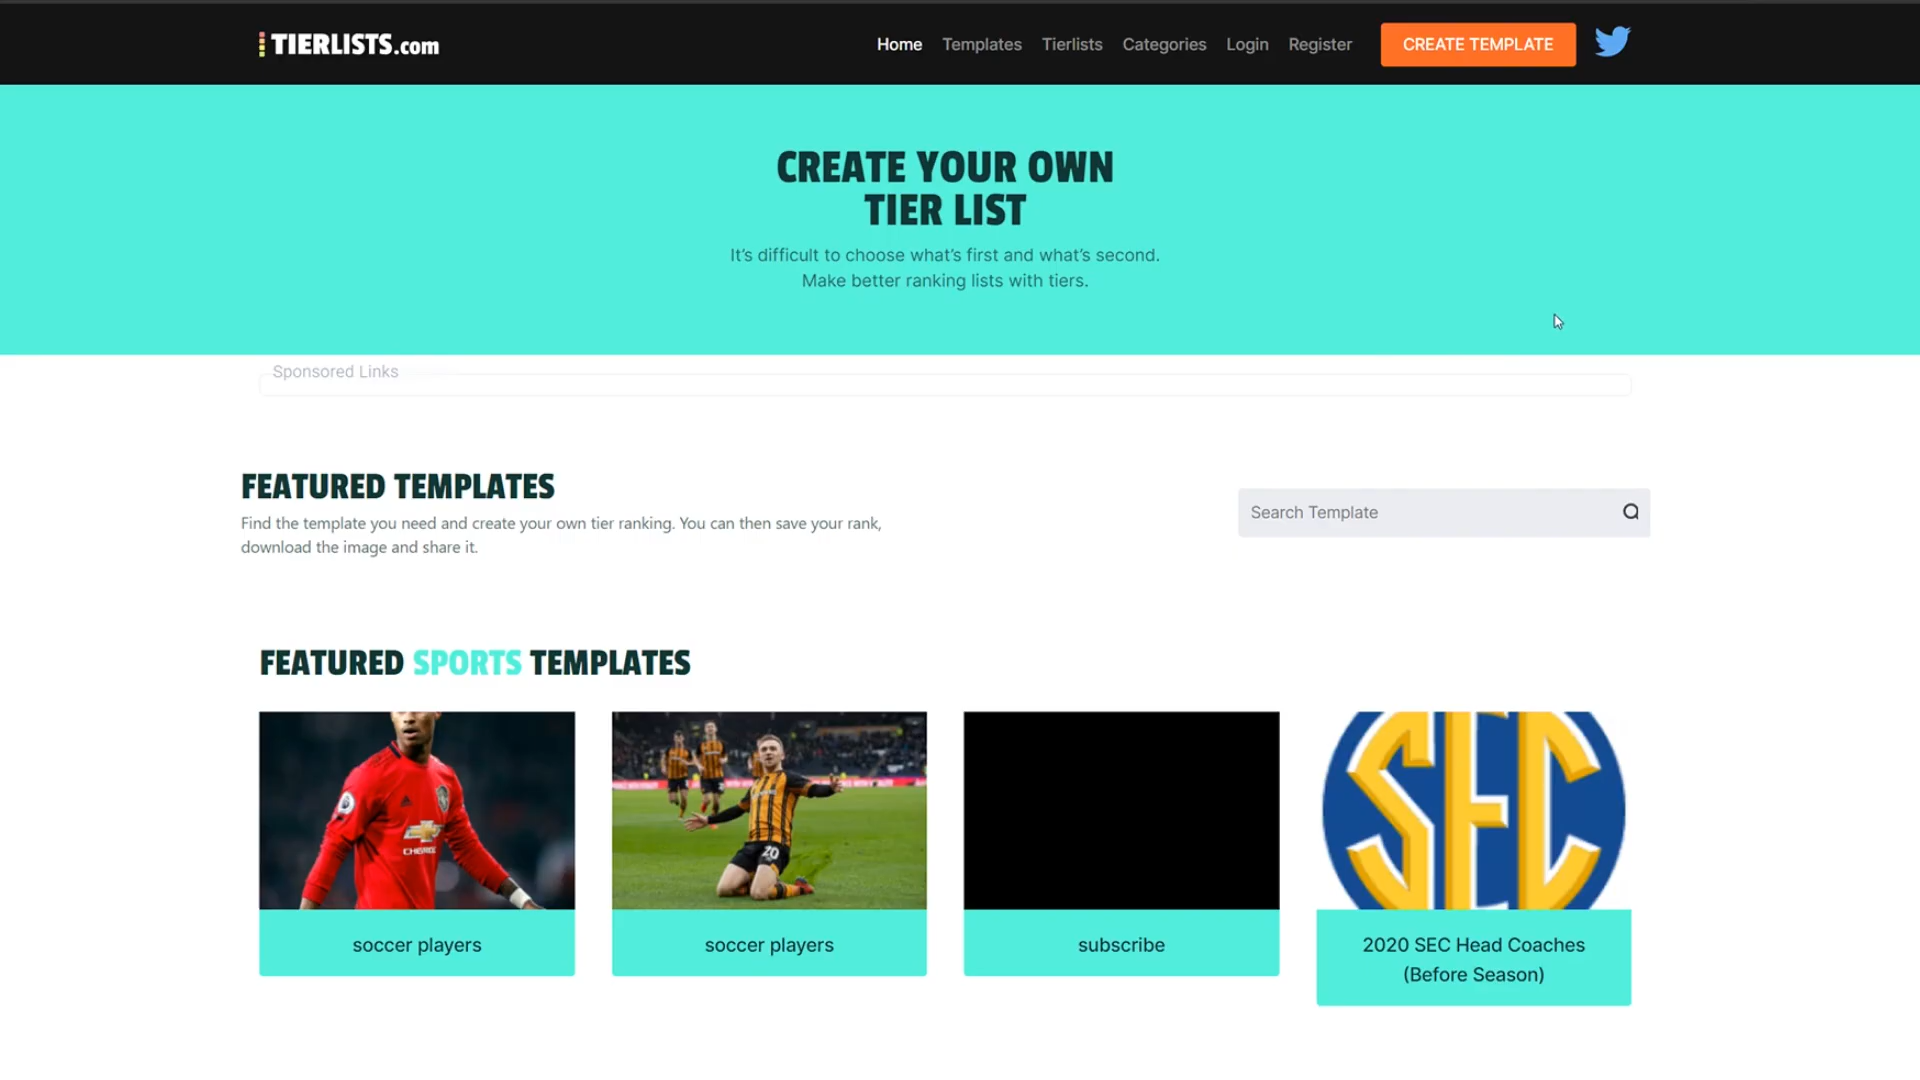 TIERLISTS.com
Home Templates Tierlists Categories Login Register CREATE TEMPLATE
CREATE YOUR OWN
TIER LIST
It's difficult to choose what's first and what's second.
Make better ranking lists with tiers.
Sponsored Links
FEATURED TEMPLATES
Find the template you need and create your own tier ranking. You can then save your rank,
download the image and share it.
Search Template
FEATURED SPORTS TEMPLATES
CHEVROLET
20
SEC
soccer players
soccer players
subscribe
2020 SEC Head Coaches
(Before Season)